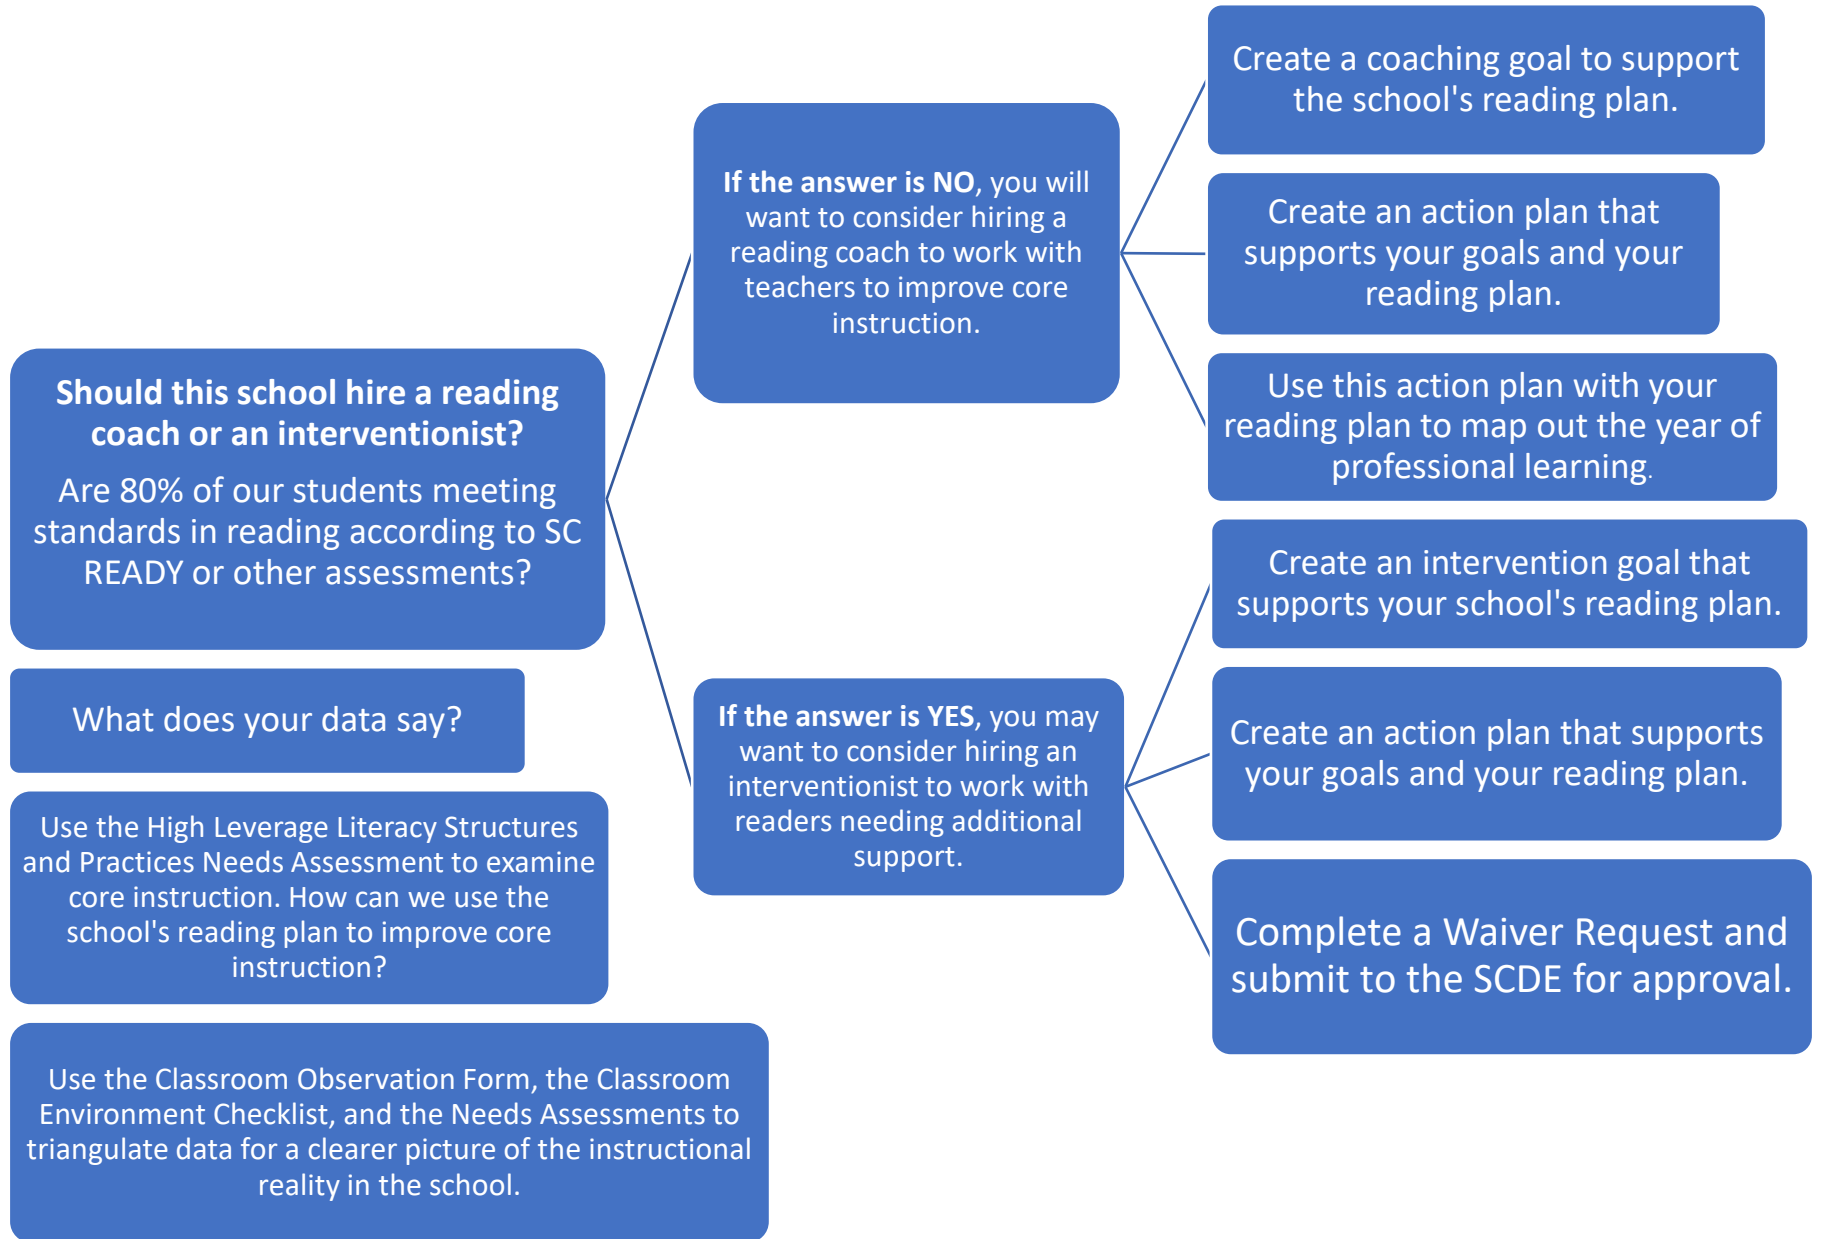 Should this school hire a reading
coach or an interventionist?
Are 80% of our students meeting
standards in reading according to SC
READY or other assessments?
What does your data say?
Use the High Leverage Literacy Structures
and Practices Needs Assessment to examine
core instruction. How can we use the
school's reading plan to improve core
instruction?
Use the Classroom Observation Form, the Classroom
Environment Checklist, and the Needs Assessments to
triangulate data for a clearer picture of the instructional
reality in the school.
If the answer is NO, you will
want to consider hiring a
reading coach to work with
teachers to improve core
instruction.
If the answer is YES, you may
want to consider hiring an
interventionist to work with
readers needing additional
support.
Create a coaching goal to support
the school's reading plan.
Create an action plan that
supports your goals and your
reading plan.
Use this action plan with your
reading plan to map out the year of
professional learning.
Create an intervention goal that
supports your school's reading plan.
Create an action plan that supports
your goals and your reading plan.
Complete a Waiver Request and
submit to the SCDE for approval.